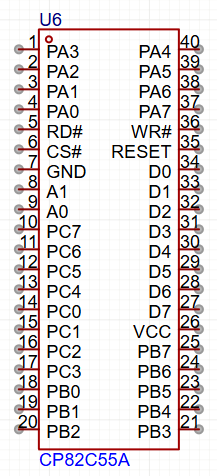 U6
1 PA3 PA4 40
2 PA2 PA5 39
3 PA1 PA6 38
4 PA0 PA7 37
5 RD# WR# 36
6 CS# RESET 35
7 GND D0 34
8 A1 D1 33
9 A0 D2 32
10 PC7 D3 31
11 PC6 D4 30
12 PC5 D5 29
13 PC4 D6 28
14 PC0 D7 27
15 PC1 VCC 26
16 PC2 PB7 25
17 PC3 PB6 24
18 PB0 PB5 23
19 PB1 PB4 22
20 PB2 PB3 21
CP82C55A